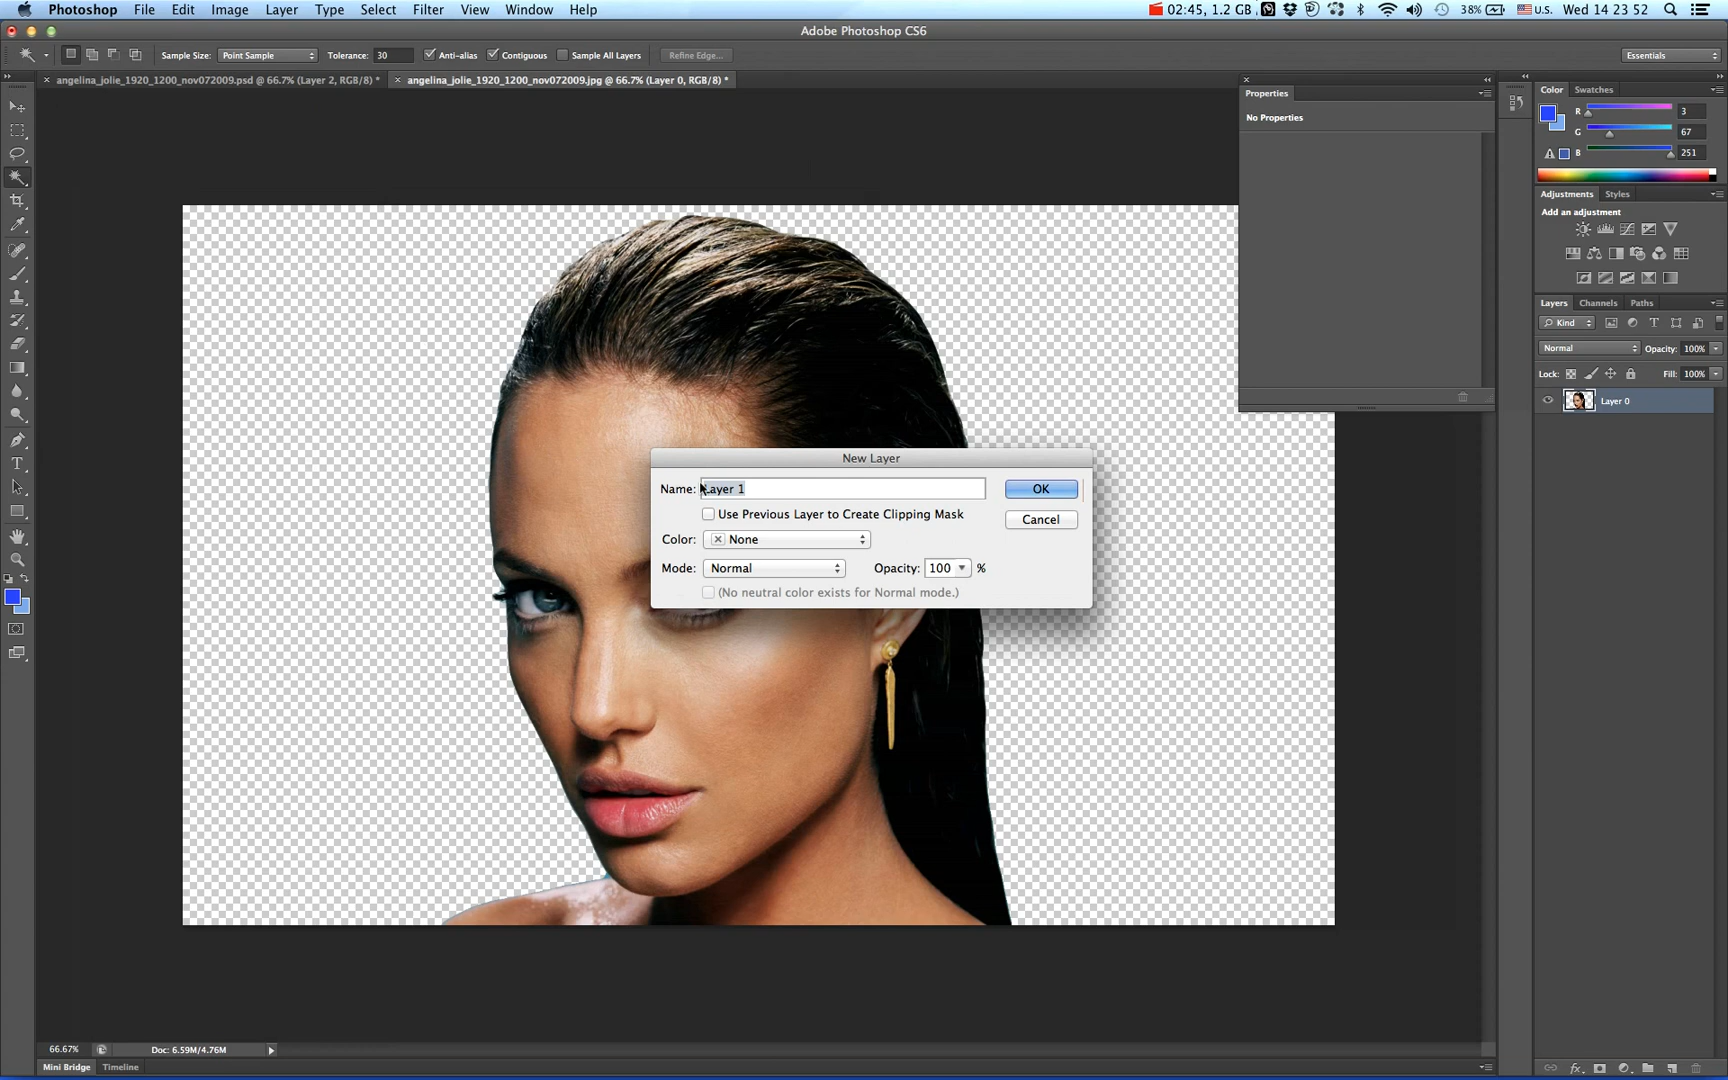 Photoshop File Edit Image Layer Type Select Filter View Window Help 02:45, 1.2 GB 38% U.S. Wed 14 23 52
Adobe Photoshop CS6
Sample Size: Point Sample Tolerance: 30 Anti-alias Contiguous Sample All Layers Refine Edge... Essentials
angelina_jolie_1920_1200_nov072009.psd @ 66.7% (Layer 2, RGB/8) * angelina_jolie_1920_1200_nov072009.jpg @ 66.7% (Layer 0, RGB/8) *
Properties
No Properties
Color Swatches
R 3
G 67
B 251
Adjustments Styles
Add an adjustment
Layers Channels Paths
Kind
Normal Opacity: 100%
Lock: Fill: 100%
Layer 0
New Layer
Name: Layer 1 OK
Use Previous Layer to Create Clipping Mask Cancel
Color: None
Mode: Normal Opacity: 100 %
(No neutral color exists for Normal mode.)
66.67% Doc: 6.59M/4.76M
Mini Bridge Timeline